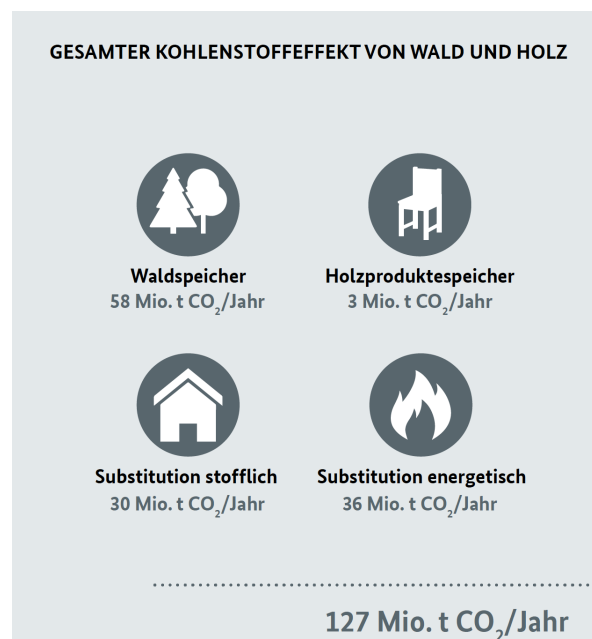 GESAMTER KOHLENSTOFFEFFEKT VON WALD UND HOLZ
Waldspeicher
58 Mio. t CO₂/Jahr
Holzproduktespeicher
3 Mio. t CO₂/Jahr
Substitution stofflich
30 Mio. t CO₂/Jahr
Substitution energetisch
36 Mio. t CO₂/Jahr
127 Mio. t CO₂/Jahr